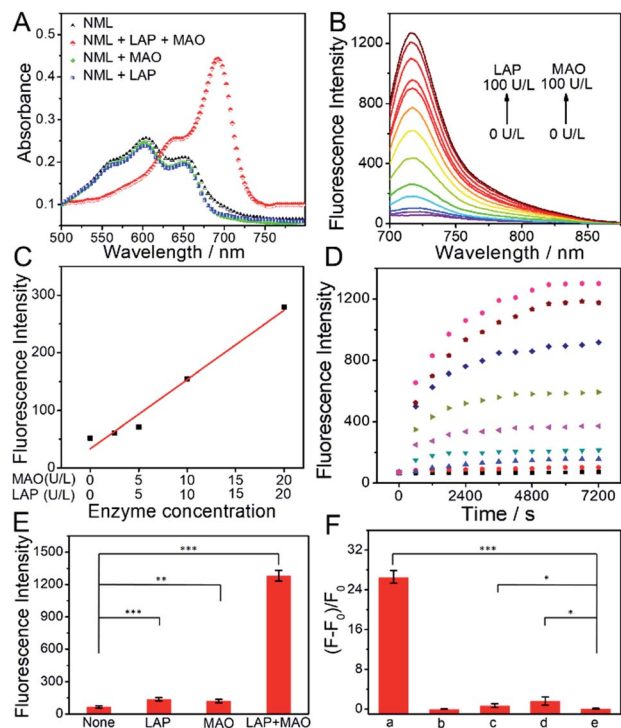 A
NML
NML + LAP + MAO
NML + MAO
NML + LAP
Absorbance
0.5
0.4
0.3
0.2
0.1
500 550 600 650 700 750
Wavelength / nm
B
Fluorescence Intensity
1200
800
400
0
LAP MAO
100 U/L 100 U/L
0 U/L 0 U/L
700 750 800 850
Wavelength / nm
C
Fluorescence Intensity
300
200
100
0
MAO(U/L) 0 5 10 15 20
LAP (U/L) 0 5 10 15 20
Enzyme concentration
D
Fluorescence Intensity
1200
800
400
0
0 2400 4800 7200
Time / s
E
Fluorescence Intensity
1500
1200
900
600
300
0
***
**
***
None LAP MAO LAP+MAO
F
(F-F0)/F0
32
24
16
8
0
***
*
*
a b c d e